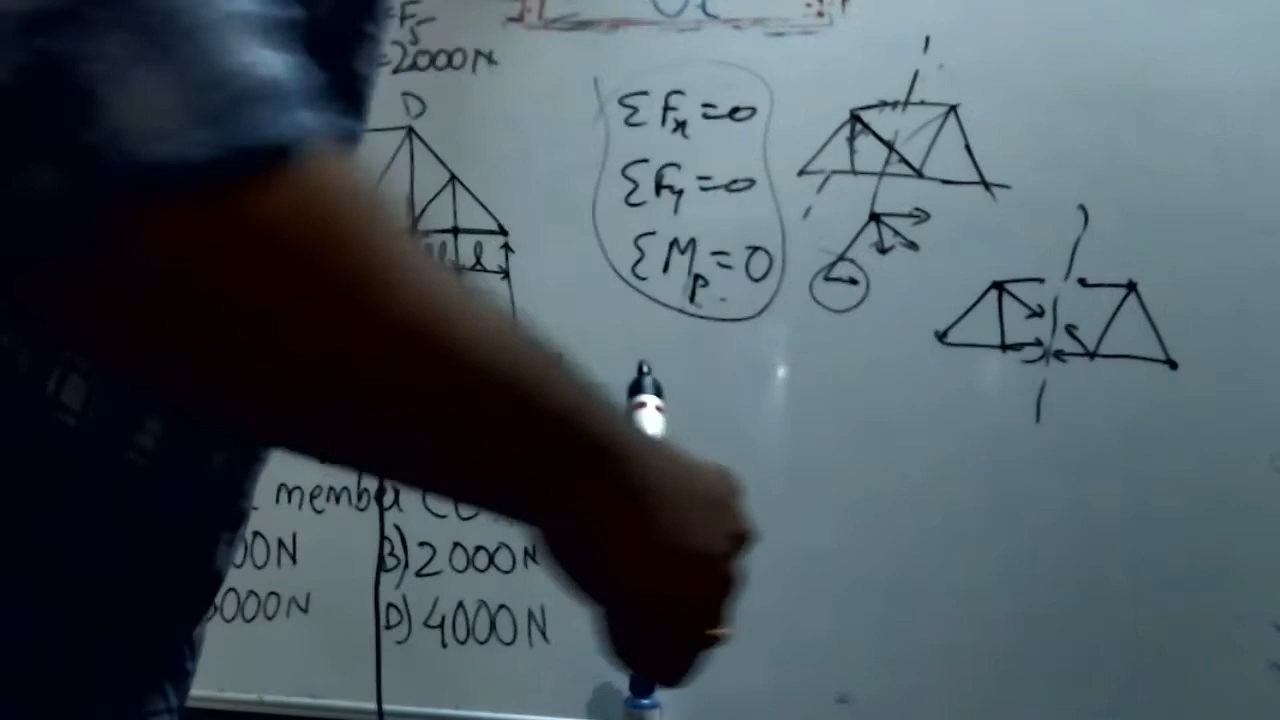 =F5
=2000N
D
l l
ΣFx=0
ΣFy=0
ΣMp=0
member
00N B) 2000N
000N D) 4000N